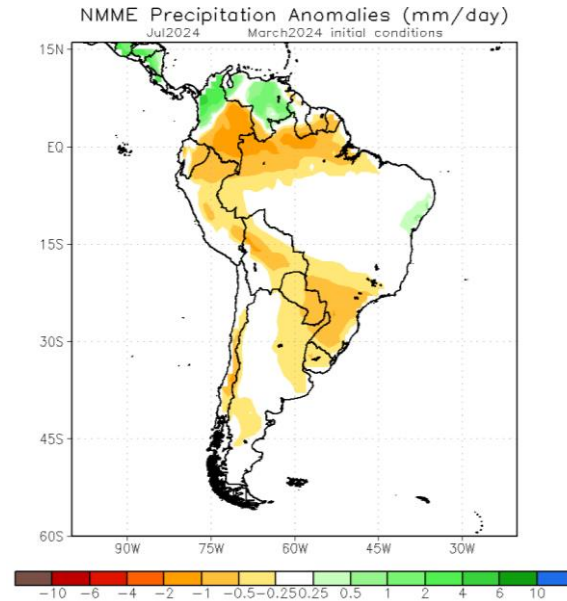 NMME Precipitation Anomalies (mm/day)
Jul2024 March2024 initial conditions
15N
EQ
15S
30S
45S
60S
90W 75W 60W 45W 30W
-10 -6 -4 -2 -1 -0.5 -0.25 0.25 0.5 1 2 4 6 10